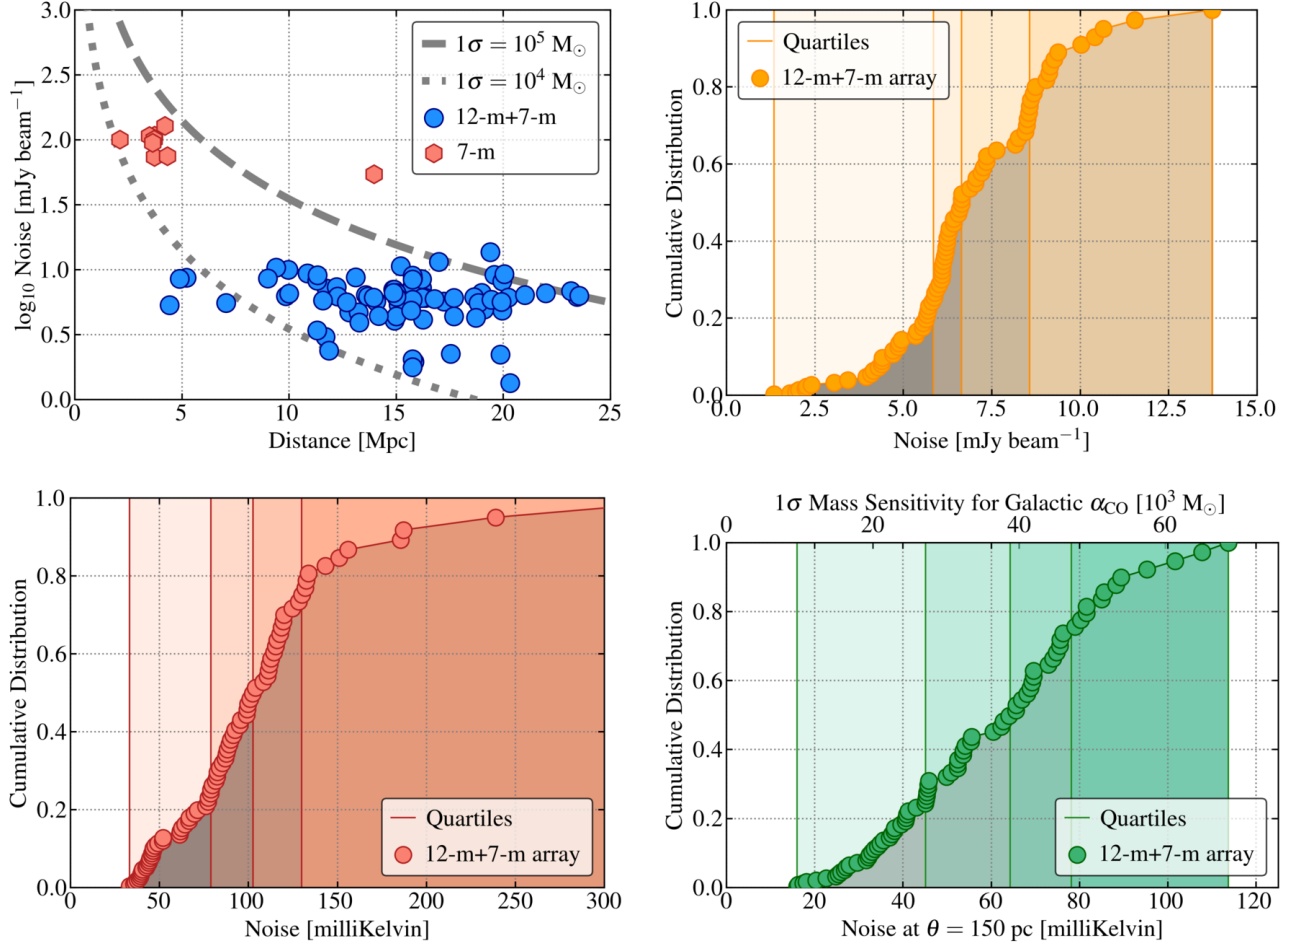 3.0
2.5
2.0
1.5
1.0
0.5
0.0
log₁₀ Noise [mJy beam⁻¹]
0
5
10
15
20
25
Distance [Mpc]
1σ = 10⁵ M⊙
1σ = 10⁴ M⊙
12-m+7-m
7-m
1.0
0.8
0.6
0.4
0.2
0.0
Cumulative Distribution
0.0
2.5
5.0
7.5
10.0
12.5
15.0
Noise [mJy beam⁻¹]
Quartiles
12-m+7-m array
1.0
0.8
0.6
0.4
0.2
0.0
Cumulative Distribution
0
50
100
150
200
250
300
Noise [milliKelvin]
Quartiles
12-m+7-m array
1σ Mass Sensitivity for Galactic α_CO [10³ M⊙]
0
20
40
60
1.0
0.8
0.6
0.4
0.2
0.0
Cumulative Distribution
0
20
40
60
80
100
120
Noise at θ = 150 pc [milliKelvin]
Quartiles
12-m+7-m array